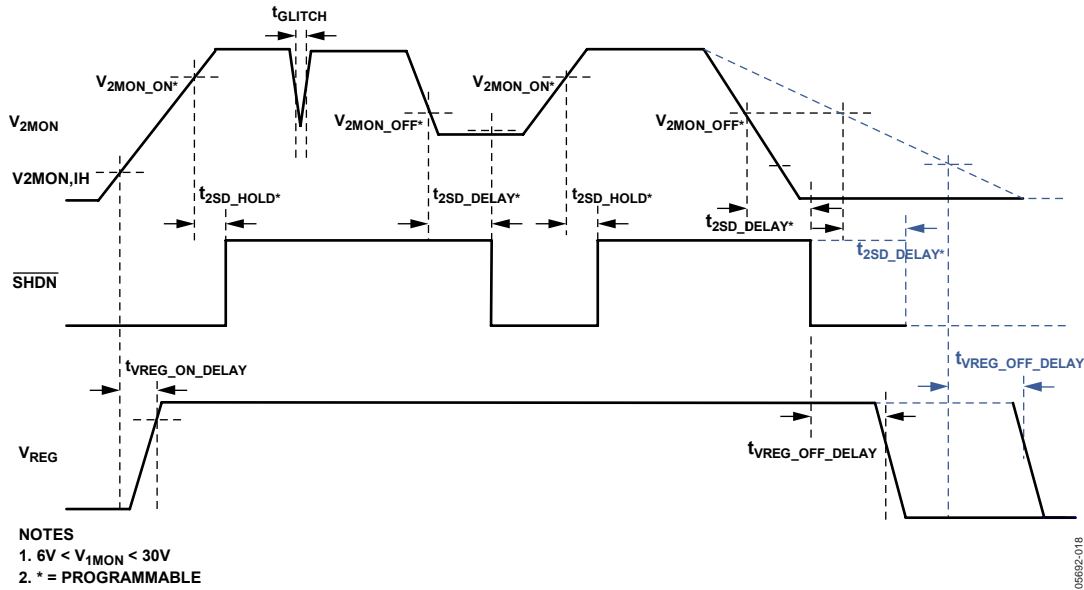 tGLITCH
V2MON_ON*
V2MON_ON*
V2MON
V2MON_OFF*
V2MON_OFF*
V2MON,IH
t2SD_HOLD*
t2SD_DELAY*
t2SD_HOLD*
t2SD_DELAY*
t2SD_DELAY*
SHDN
tVREG_ON_DELAY
tVREG_OFF_DELAY
tVREG_OFF_DELAY
VREG
NOTES
1. 6V < V1MON < 30V
2. * = PROGRAMMABLE
05692-018